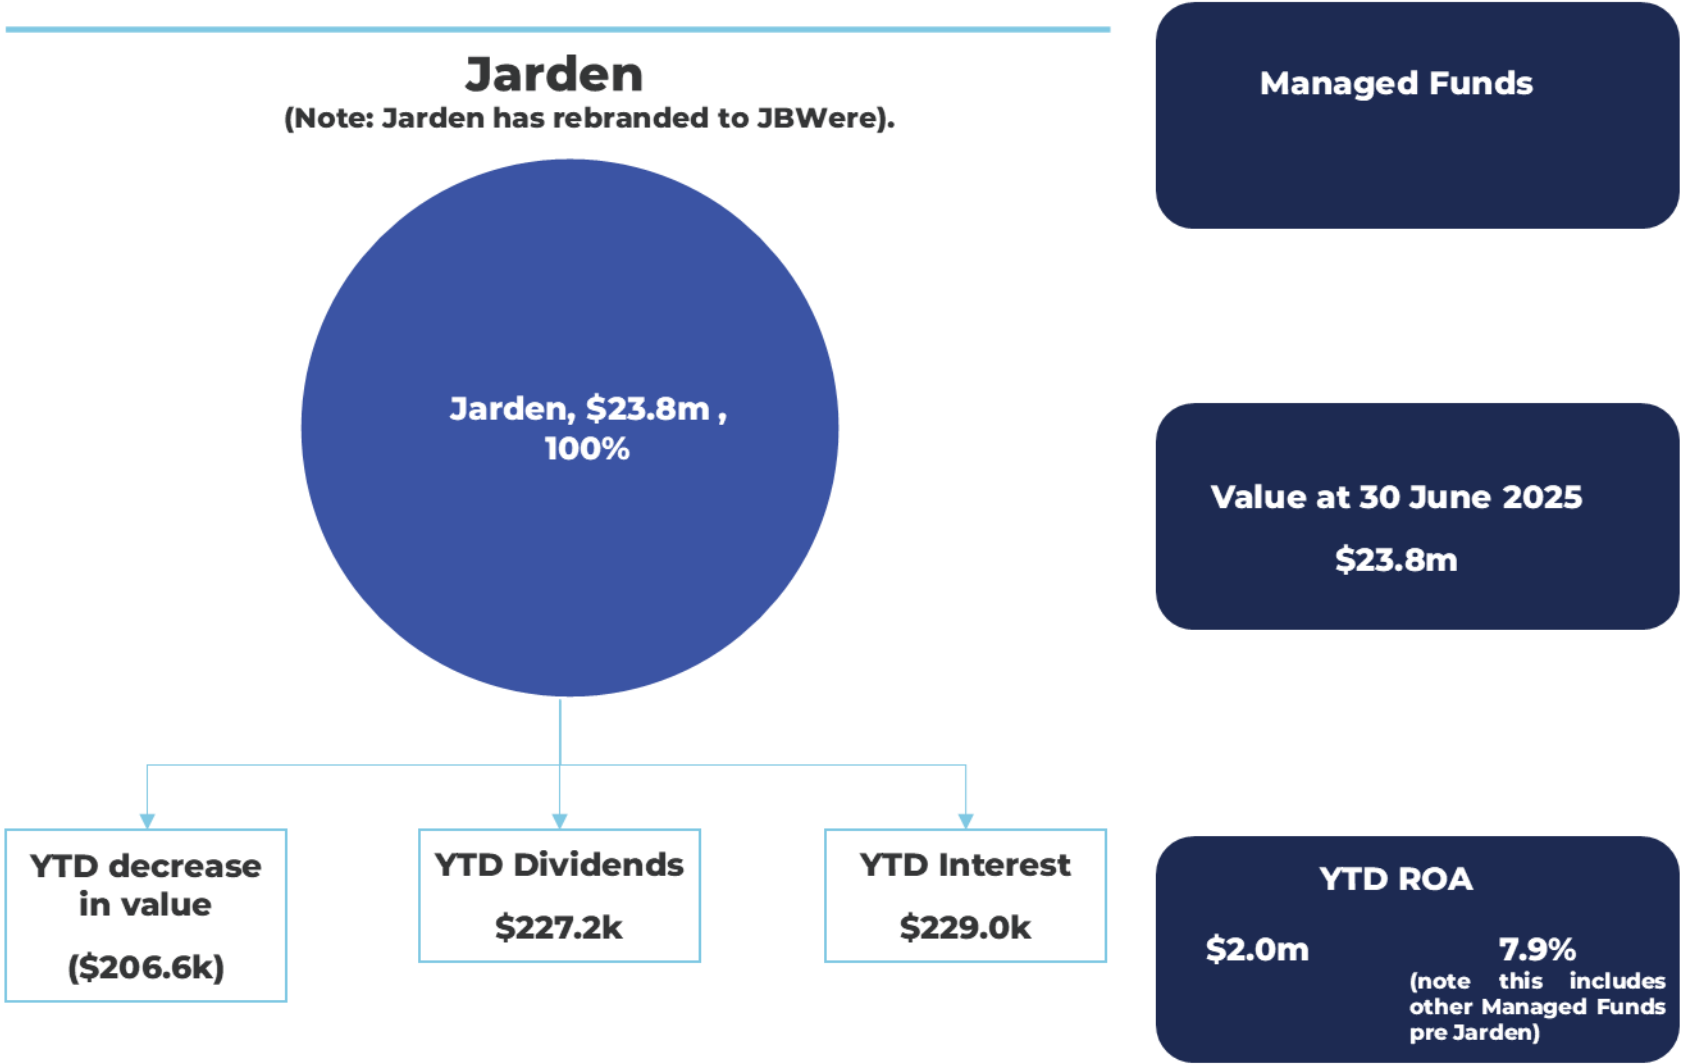 Jarden
(Note: Jarden has rebranded to JBWere).
Managed Funds
Jarden, $23.8m ,
100%
Value at 30 June 2025
$23.8m
YTD decrease
in value
($206.6k)
YTD Dividends
$227.2k
YTD Interest
$229.0k
YTD ROA
$2.0m
7.9%
(note this includes
other Managed Funds
pre Jarden)